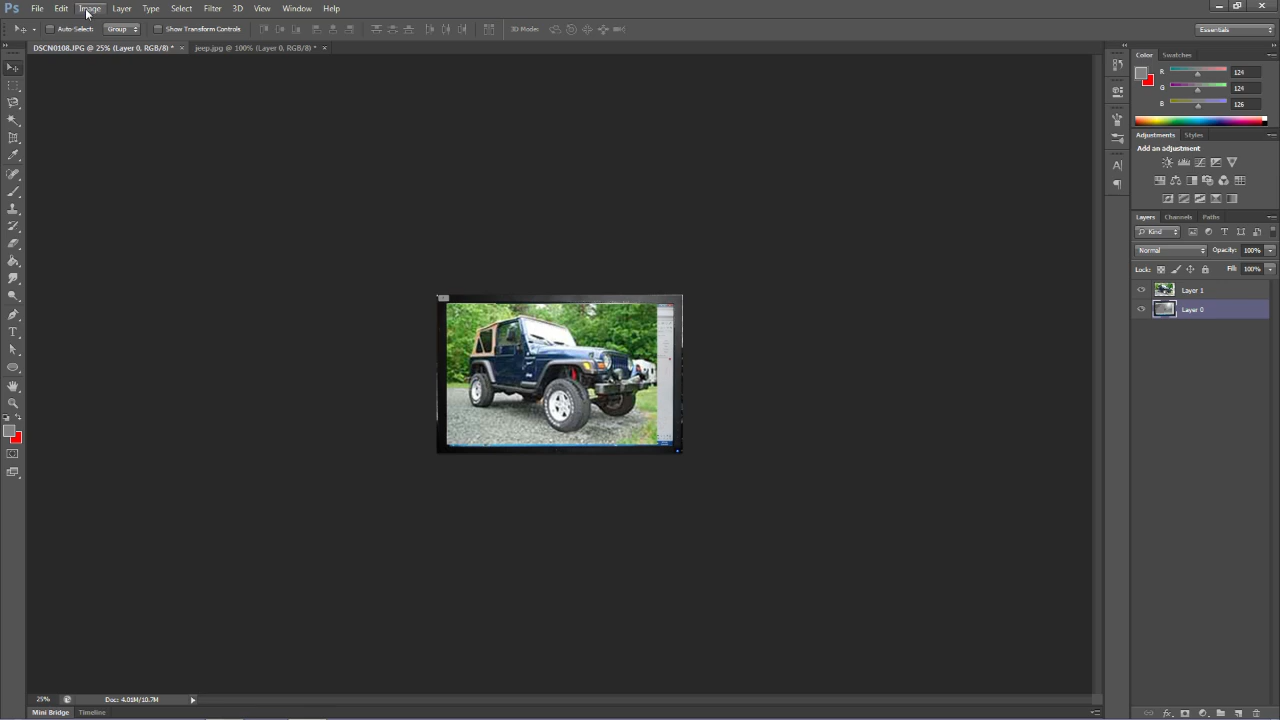 Ps File Edit Image Layer Type Select Filter 3D View Window Help
Auto-Select: Group Show Transform Controls 3D Mode: Essentials
DSCN0108.JPG @ 25% (Layer 0, RGB/8) * × jeep.jpg @ 100% (Layer 0, RGB/8) * ×
Color Swatches
R 124
G 124
B 126
Adjustments Styles
Add an adjustment
Layers Channels Paths
Kind
Normal Opacity: 100%
Lock: Fill: 100%
Layer 1
Layer 0
25% Doc: 4.01M/10.7M
Mini Bridge Timeline